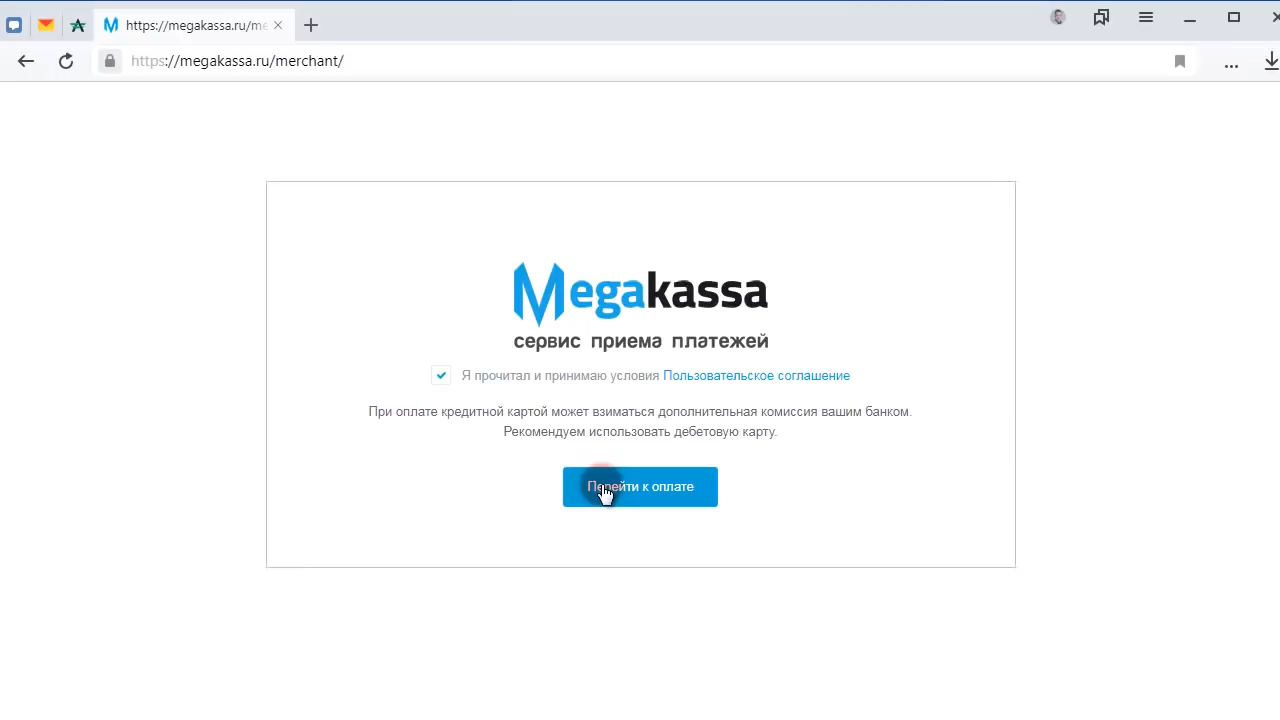 https://megakassa.ru/me
https://megakassa.ru/merchant/
Megakassa
сервис приема платежей
Я прочитал и принимаю условия Пользовательское соглашение
При оплате кредитной картой может взиматься дополнительная комиссия вашим банком.
Рекомендуем использовать дебетовую карту.
Перейти к оплате